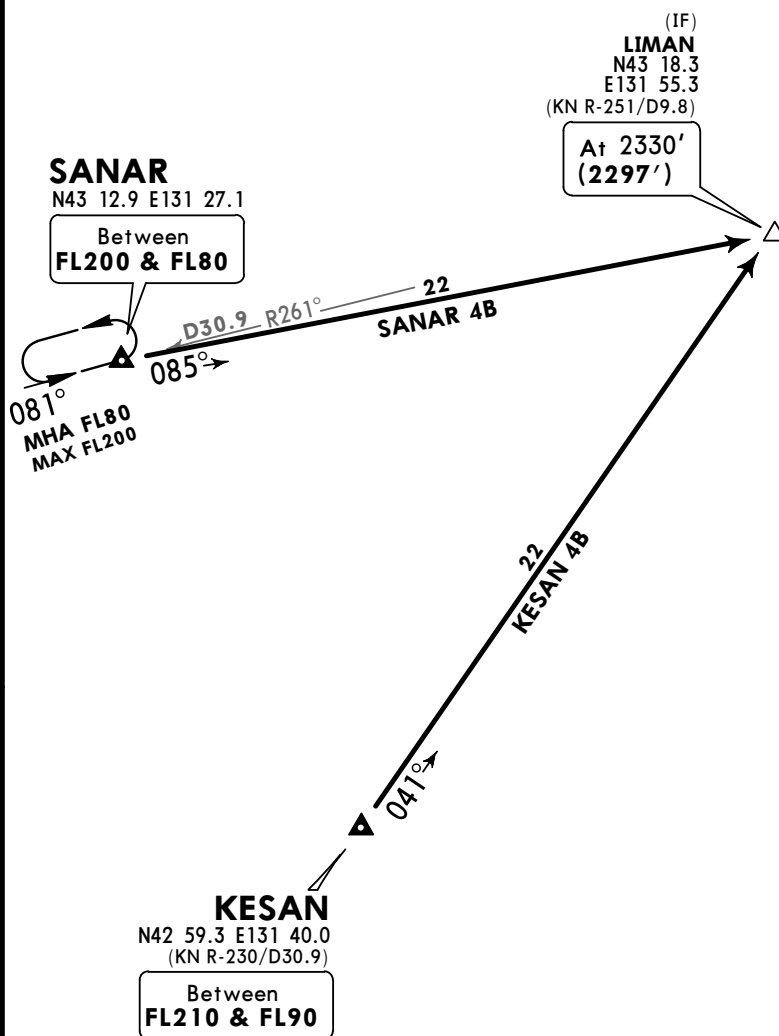 (IF)
LIMAN
N43 18.3
E131 55.3
(KN R-251/D9.8)
At 2330'
(2297')
SANAR
N43 12.9 E131 27.1
Between
FL200 & FL80
D30.9 R261°
22
SANAR 4B
085°
081°
MHA FL80
MAX FL200
22
KESAN 4B
041°
KESAN
N42 59.3 E131 40.0
(KN R-230/D30.9)
Between
FL210 & FL90